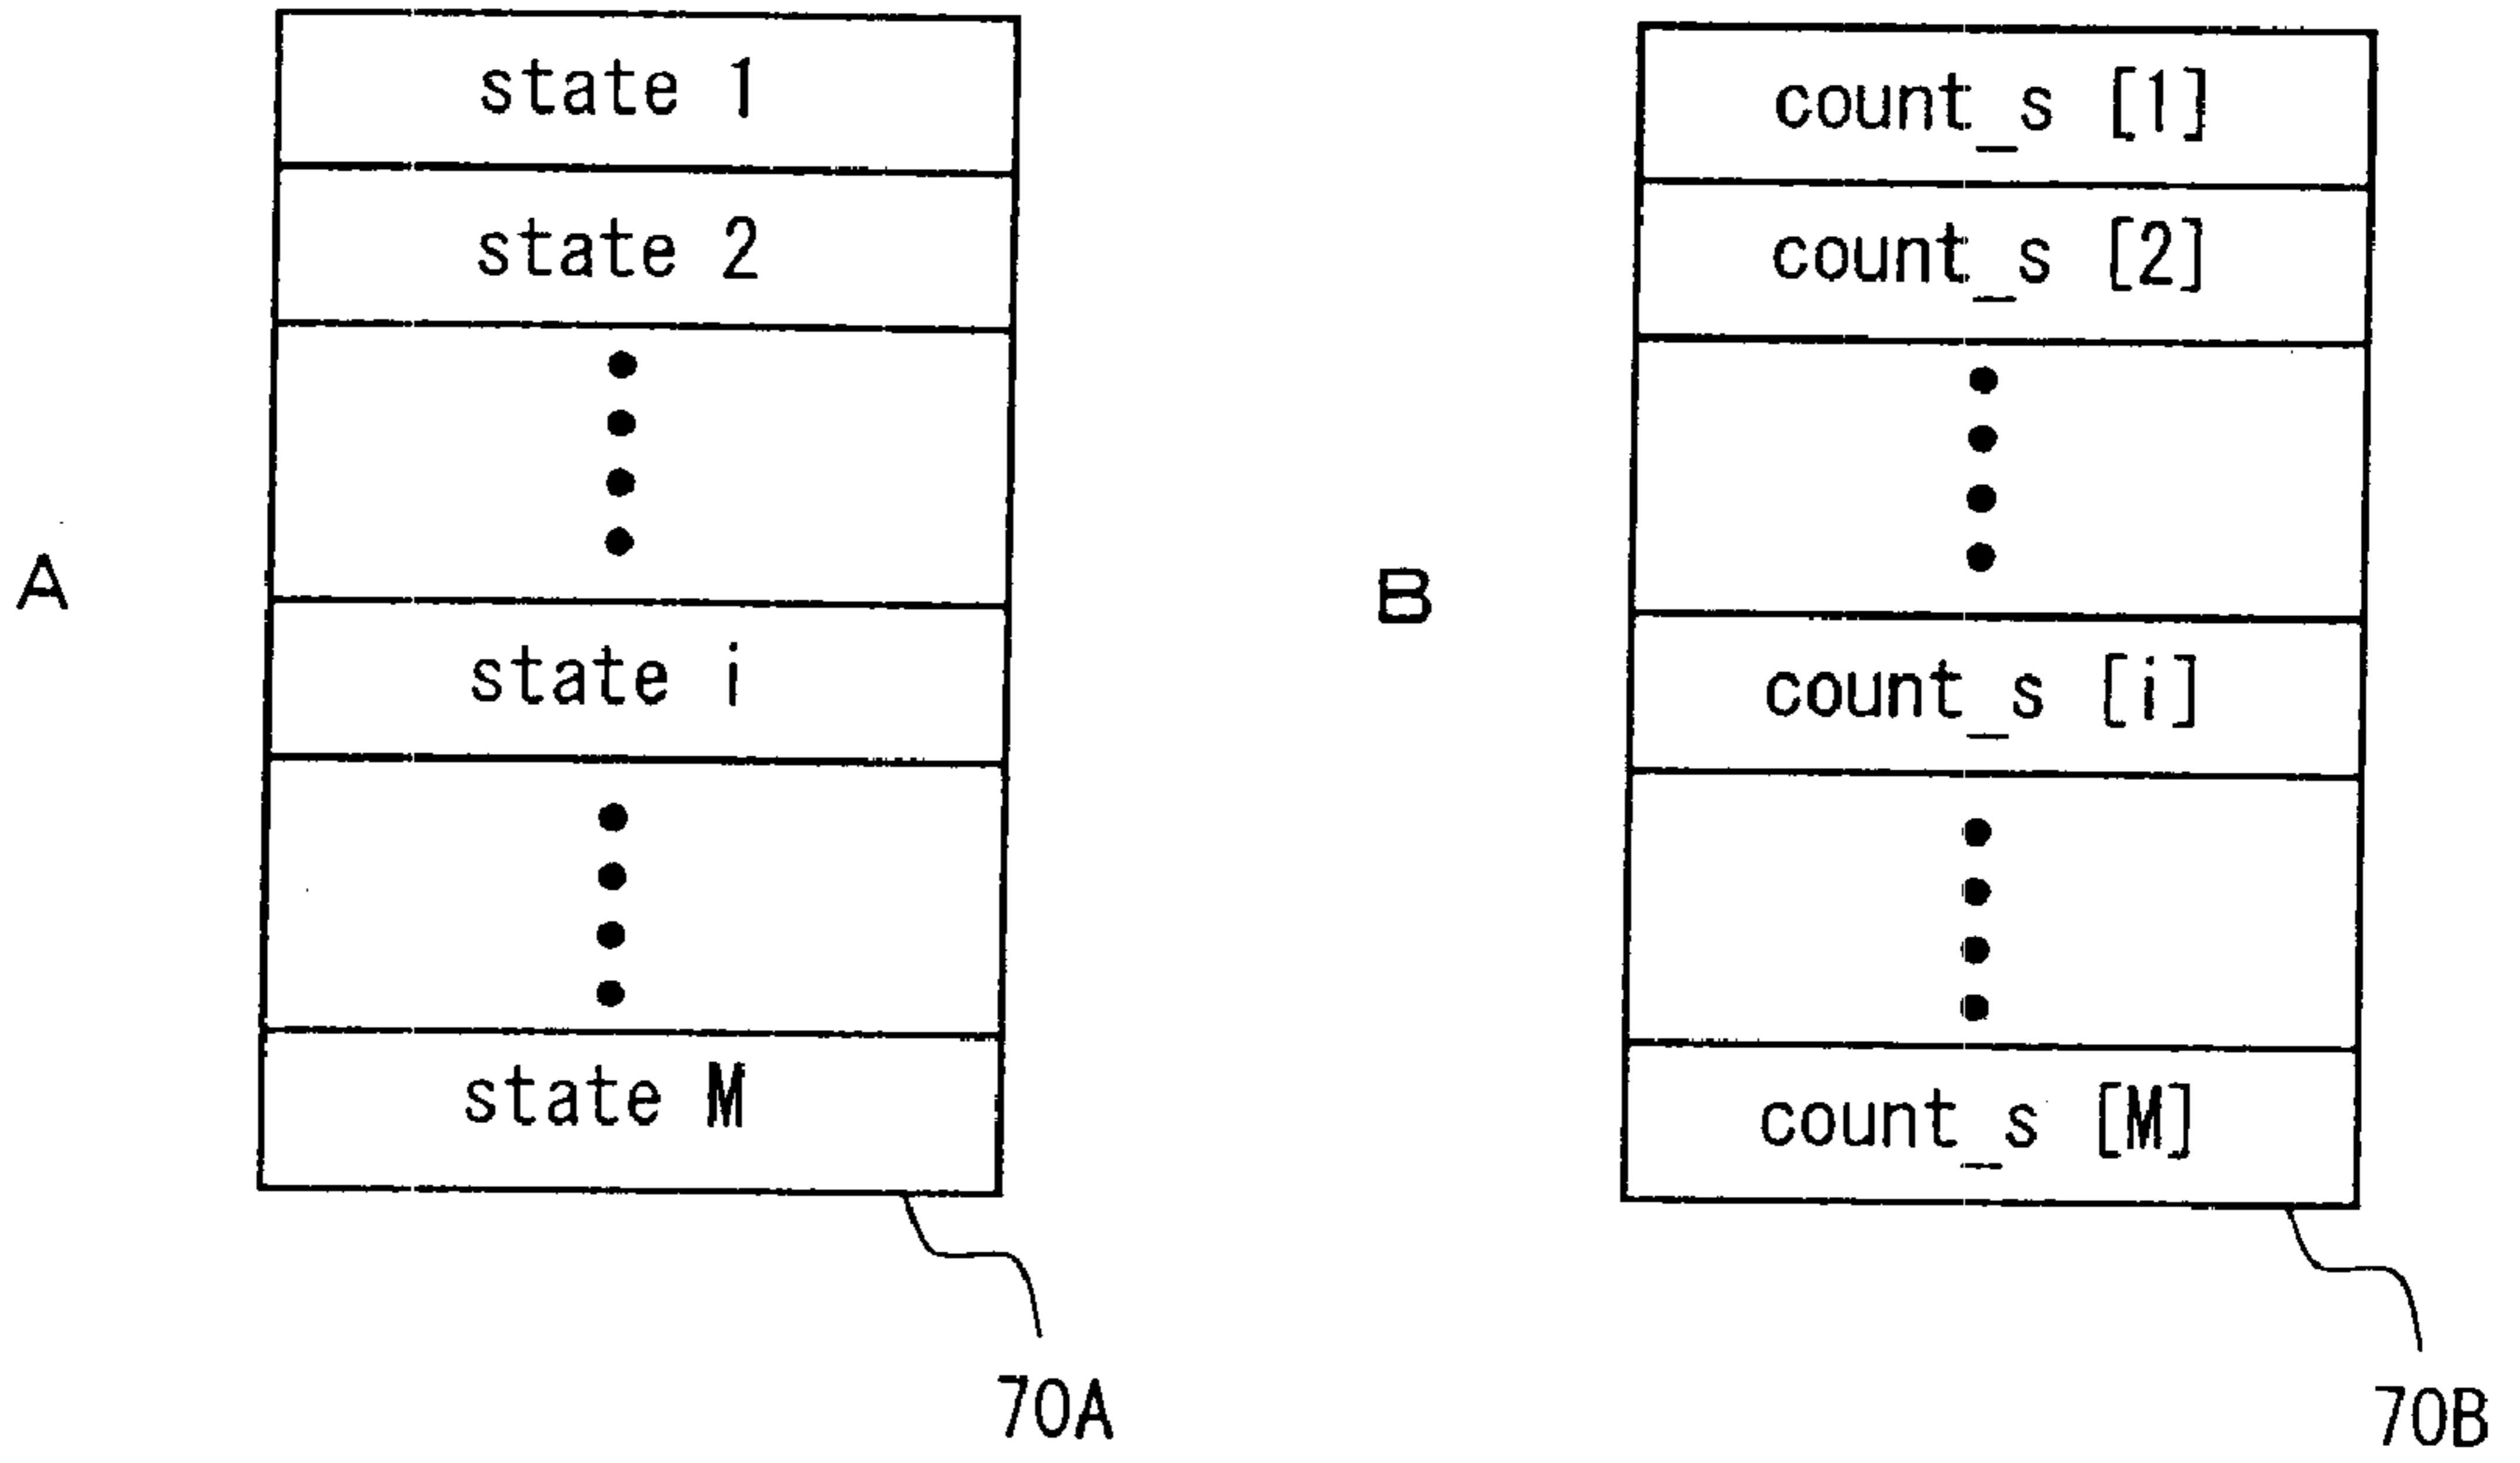 A
state 1
state 2
state i
state M
70A
B
count_s [1]
count_s [2]
count_s [i]
count_s [M]
70B